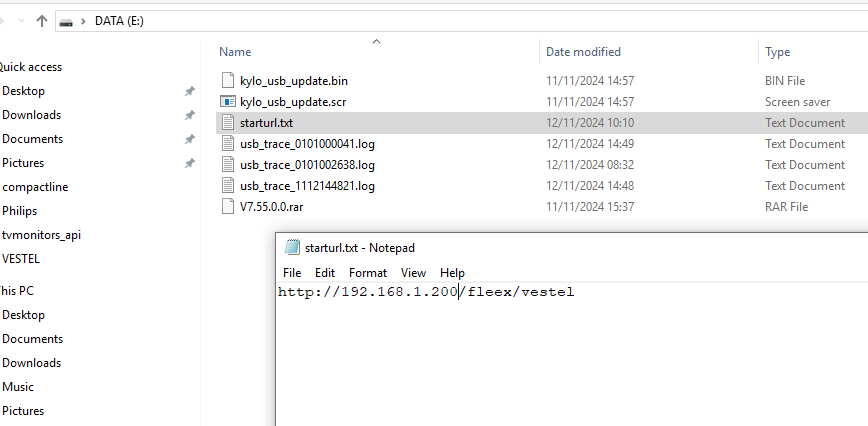 DATA (E:)
Quick access
Desktop
Downloads
Documents
Pictures
compactline
Philips
tvmonitors_api
VESTEL
This PC
Desktop
Documents
Downloads
Music
Pictures
Name Date modified Type
kylo_usb_update.bin 11/11/2024 14:57 BIN File
kylo_usb_update.scr 11/11/2024 14:57 Screen saver
starturl.txt 12/11/2024 10:10 Text Document
usb_trace_0101000041.log 12/11/2024 14:49 Text Document
usb_trace_0101002638.log 12/11/2024 08:32 Text Document
usb_trace_1112144821.log 12/11/2024 14:48 Text Document
V7.55.0.0.rar 11/11/2024 15:37 RAR File
starturl.txt - Notepad
File Edit Format View Help
http://192.168.1.200/fleex/vestel